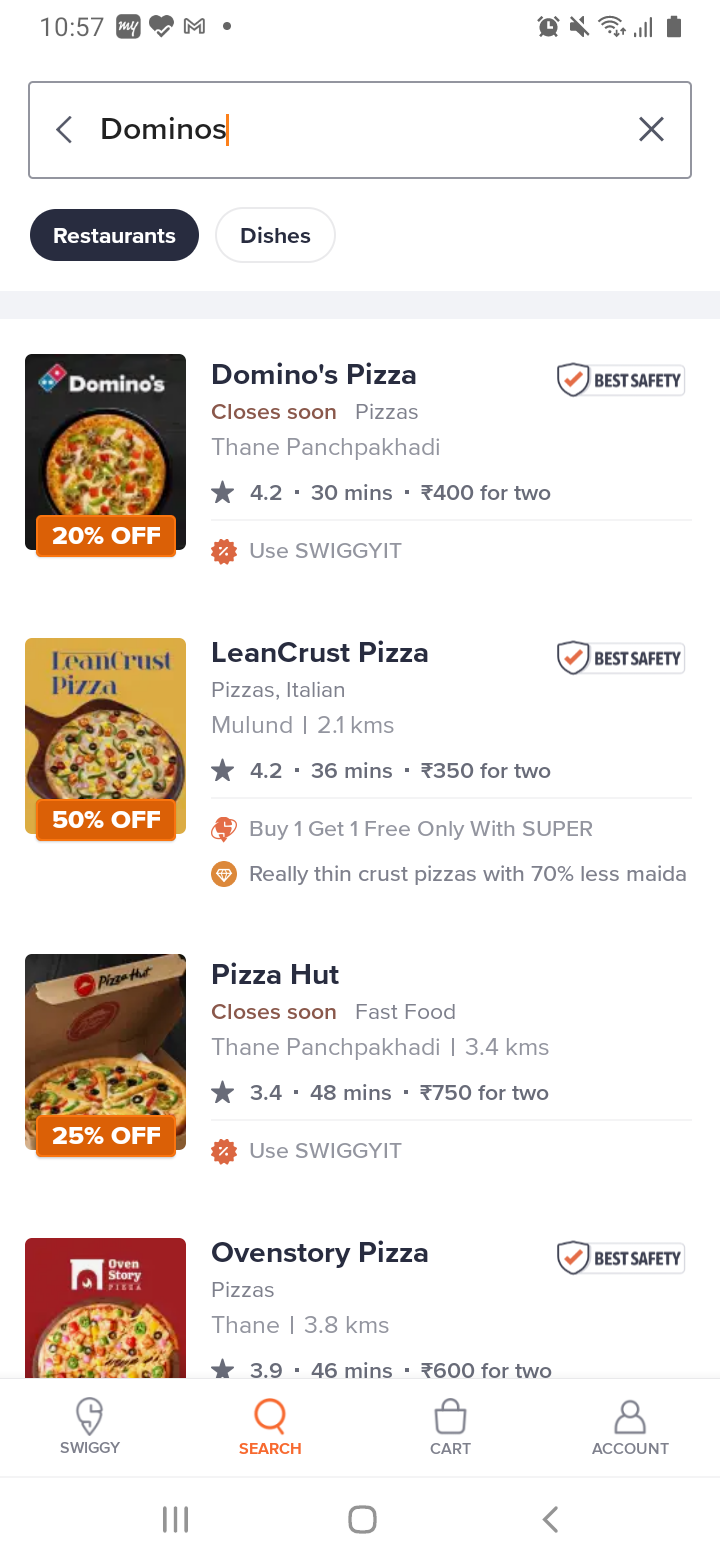 10:57
my
Dominos
Restaurants
Dishes
Domino's
20% OFF
Domino's Pizza
BEST SAFETY
Closes soon Pizzas
Thane Panchpakhadi
4.2 · 30 mins · ₹400 for two
Use SWIGGYIT
LeanCrust
Pizza
50% OFF
LeanCrust Pizza
BEST SAFETY
Pizzas, Italian
Mulund | 2.1 kms
4.2 · 36 mins · ₹350 for two
Buy 1 Get 1 Free Only With SUPER
Really thin crust pizzas with 70% less maida
Pizza Hut
25% OFF
Pizza Hut
Closes soon Fast Food
Thane Panchpakhadi | 3.4 kms
3.4 · 48 mins · ₹750 for two
Use SWIGGYIT
Oven
Story
PIZZA
Ovenstory Pizza
BEST SAFETY
Pizzas
Thane | 3.8 kms
3.9 · 46 mins · ₹600 for two
SWIGGY
SEARCH
CART
ACCOUNT